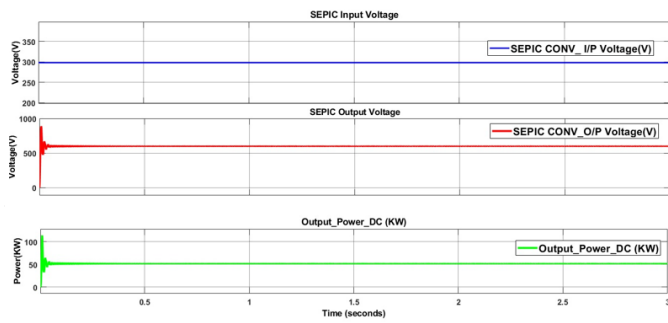 SEPIC Input Voltage
Voltage(V)
350
300
250
200
SEPIC CONV_ I/P Voltage(V)
SEPIC Output Voltage
Voltage(V)
1000
500
0
SEPIC CONV_O/P Voltage(V)
Output_Power_DC (KW)
Power(KW)
100
50
0
Output_Power_DC (KW)
0.5
1
1.5
2
2.5
3
Time (seconds)